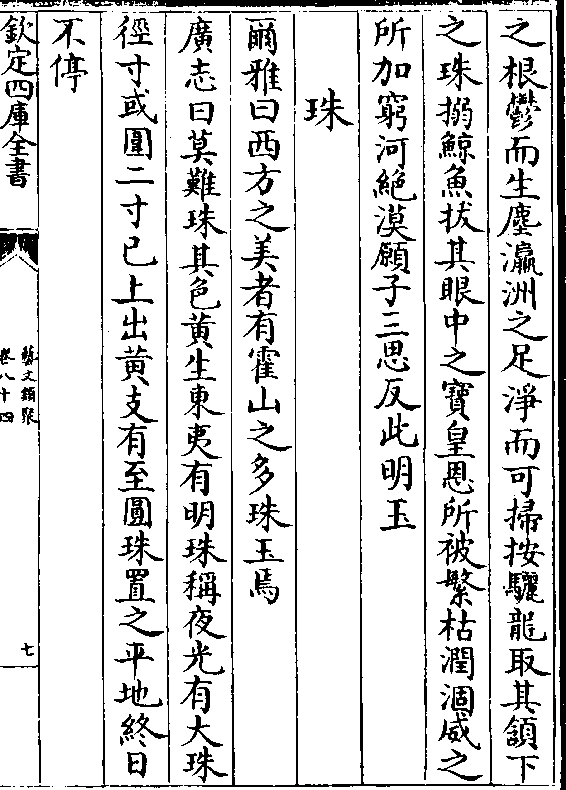 之根鬱而生塵瀛洲之足淨而可掃按驪龍取其頷下
之珠搦鯨魚拔其眼中之寶皇恩所被繄枯潤涸威之
所加窮河絶漠願子三思反此明玉
珠
爾雅曰西方之美者有霍山之多珠玉焉
廣志曰莫難珠其色黄生東夷有明珠稱夜光有大珠
徑寸或圍二寸已上出黄支有至圓珠置之平地終日
不停
欽定四庫全書
藝文類聚
卷八十四
七